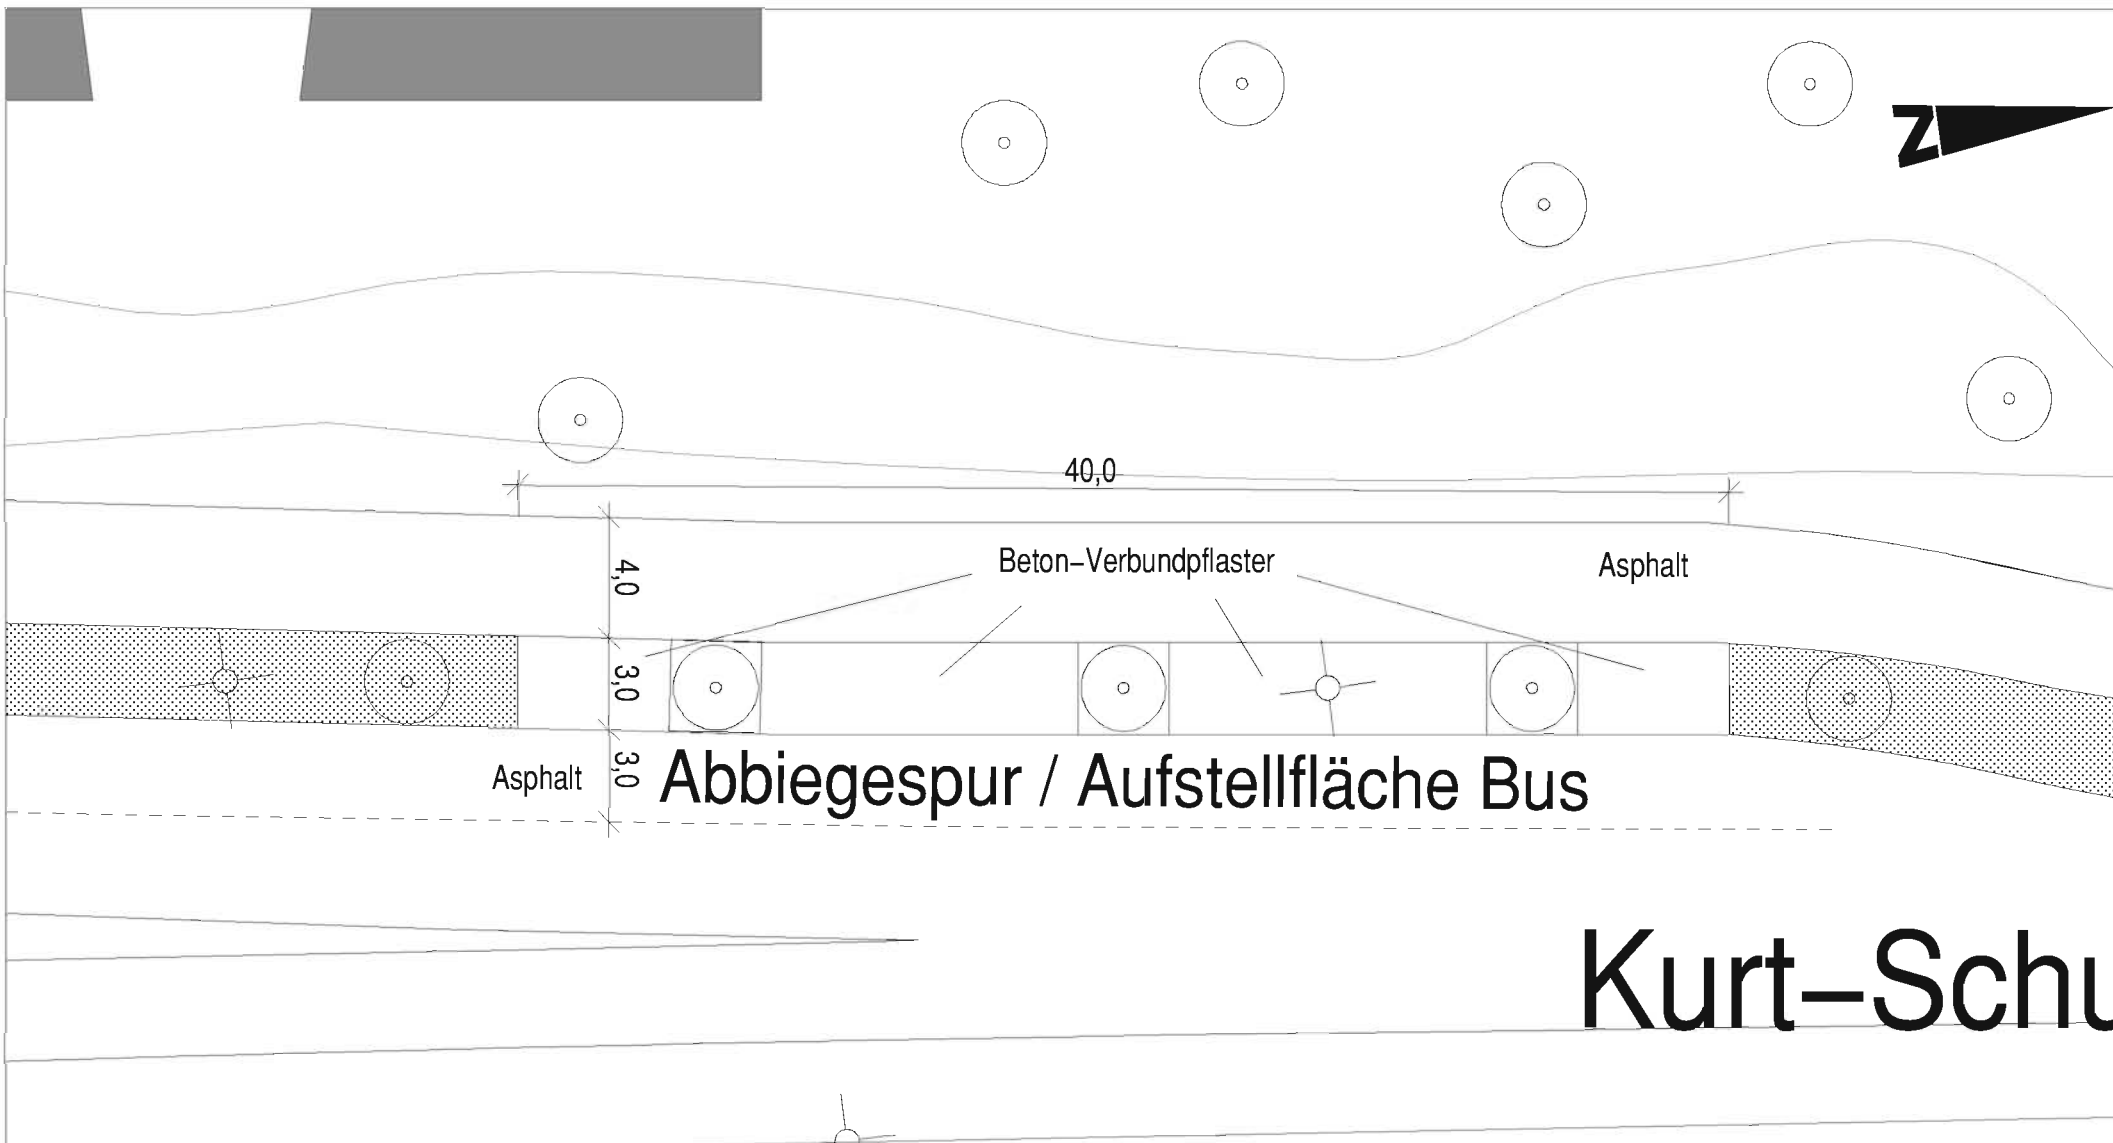 N
40,0
Beton–Verbundpflaster
Asphalt
4,0
3,0
3,0
Asphalt
Abbiegespur / Aufstellfläche Bus
Kurt–Schu